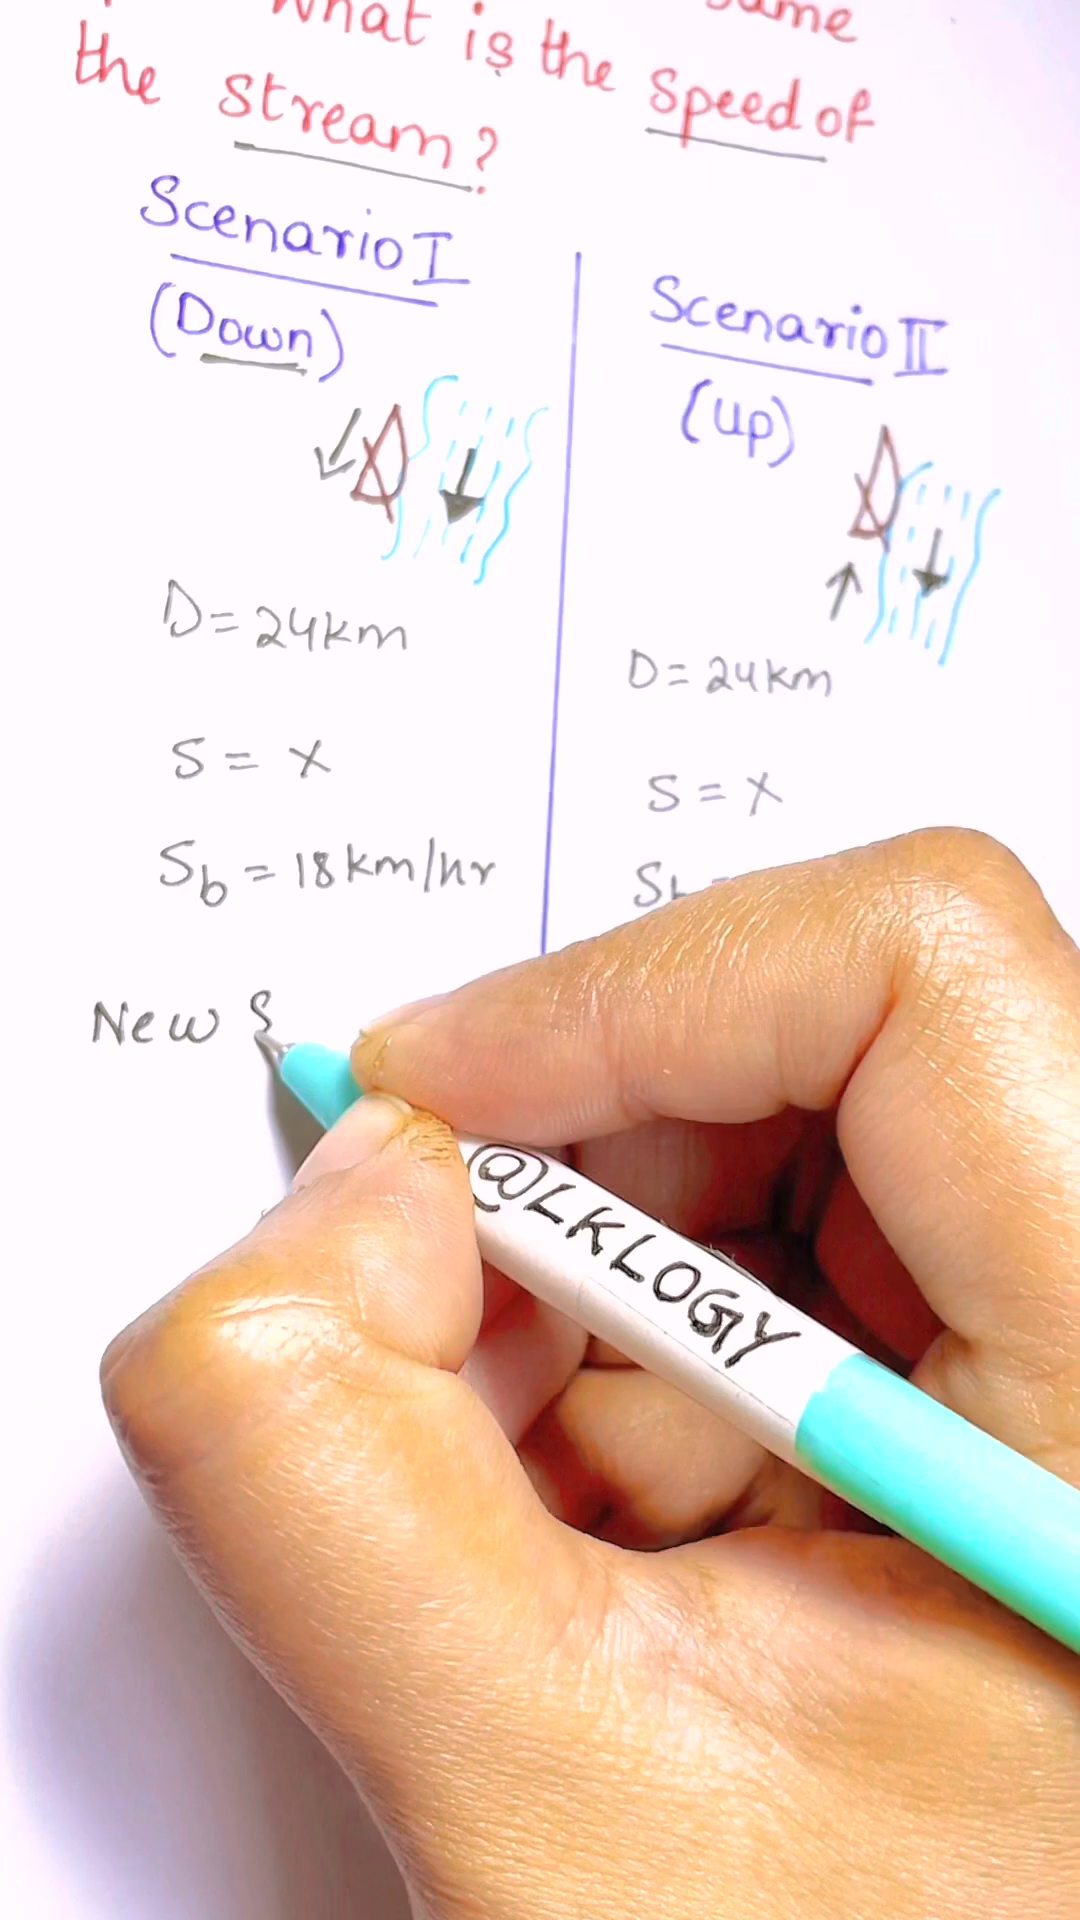 What is the Speed of
the stream?
Scenario I
(Down)
D = 24km
S = X
Sb = 18km/hr
New S
Scenario II
(Up)
D = 24km
S = X
@LKLOGY